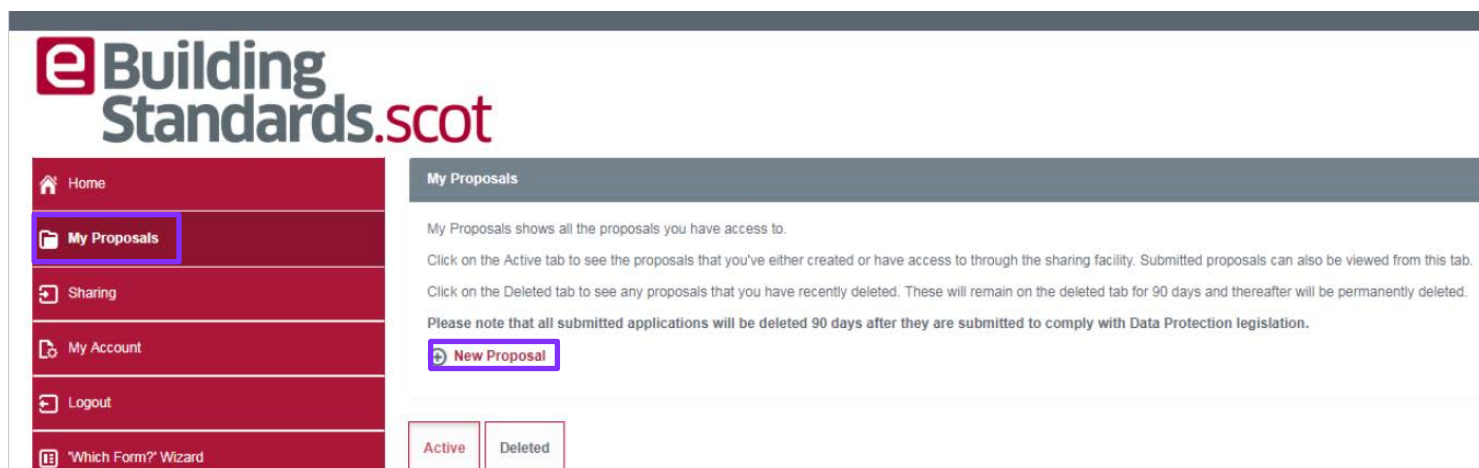 e Building
Standards.scot
Home
My Proposals
Sharing
My Account
Logout
'Which Form?' Wizard
My Proposals
My Proposals shows all the proposals you have access to.
Click on the Active tab to see the proposals that you've either created or have access to through the sharing facility. Submitted proposals can also be viewed from this tab.
Click on the Deleted tab to see any proposals that you have recently deleted. These will remain on the deleted tab for 90 days and thereafter will be permanently deleted.
Please note that all submitted applications will be deleted 90 days after they are submitted to comply with Data Protection legislation.
New Proposal
Active
Deleted